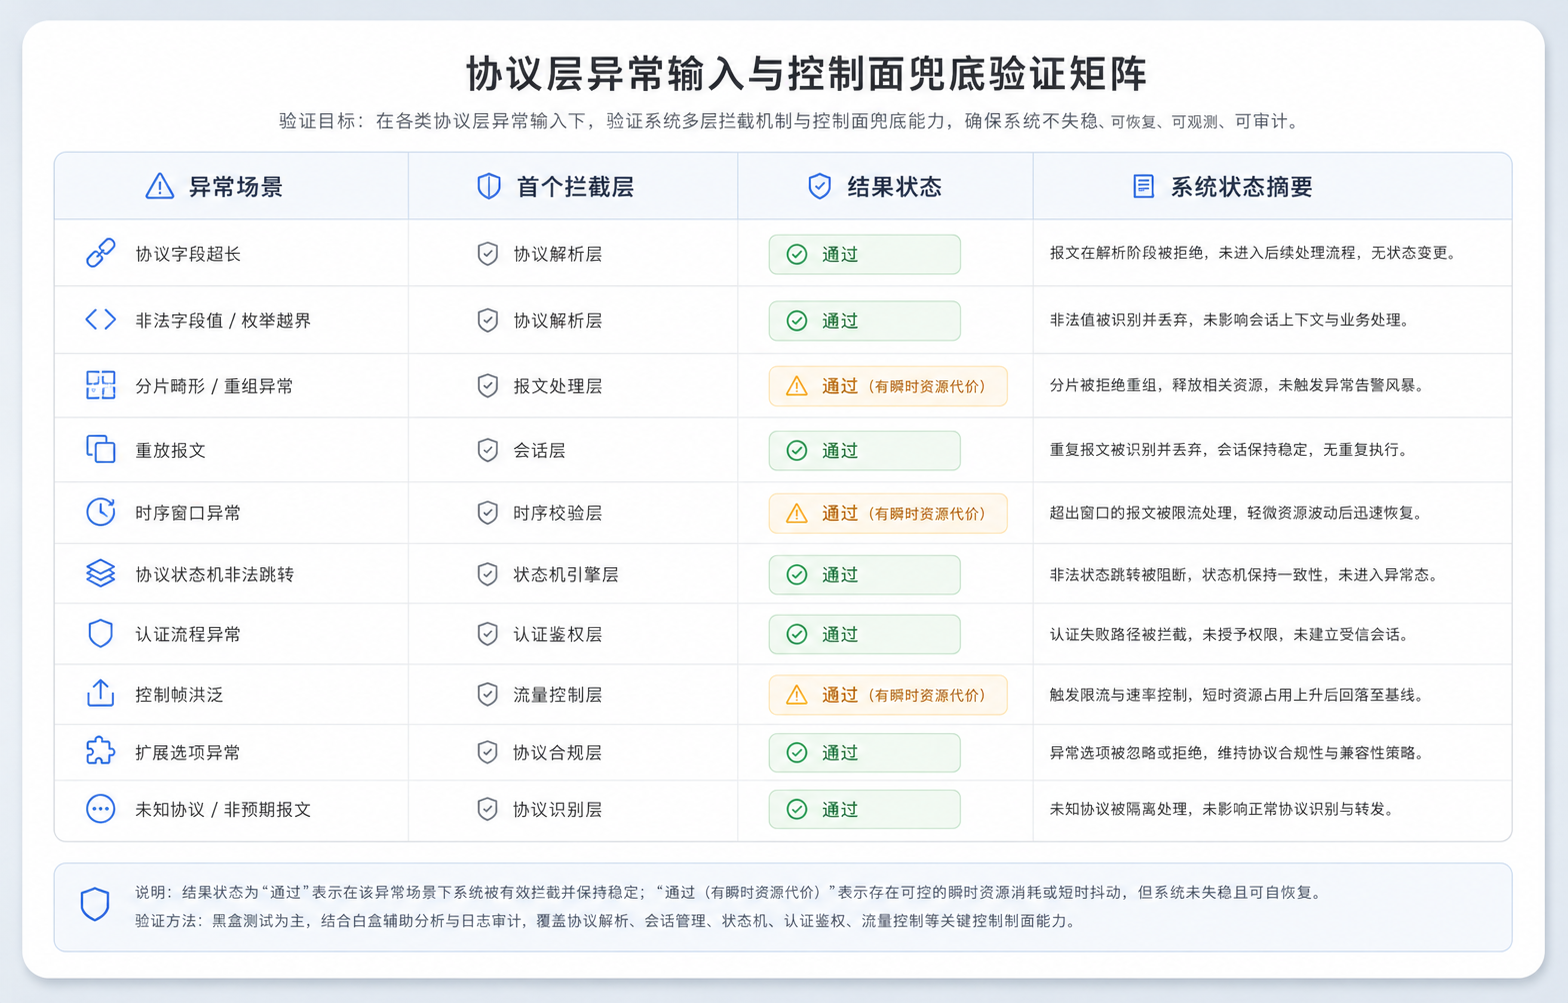 协议层异常输入与控制面兜底验证矩阵
验证目标：在各类协议层异常输入下，验证系统多层拦截机制与控制面兜底能力，确保系统不失稳、可恢复、可观测、可审计。
异常场景 首个拦截层 结果状态 系统状态摘要
协议字段超长 协议解析层 通过 报文在解析阶段被拒绝，未进入后续处理流程，无状态变更。
非法字段值 / 枚举越界 协议解析层 通过 非法值被识别并丢弃，未影响会话上下文与业务处理。
分片畸形 / 重组异常 报文处理层 通过（有瞬时资源代价） 分片被拒绝重组，释放相关资源，未触发异常告警风暴。
重放报文 会话层 通过 重复报文被识别并丢弃，会话保持稳定，无重复执行。
时序窗口异常 时序校验层 通过（有瞬时资源代价） 超出窗口的报文被限流处理，轻微资源波动后迅速恢复。
协议状态机非法跳转 状态机引擎层 通过 非法状态跳转被阻断，状态机保持一致性，未进入异常态。
认证流程异常 认证鉴权层 通过 认证失败路径被拦截，未授予权限，未建立受信会话。
控制帧洪泛 流量控制层 通过（有瞬时资源代价） 触发限流与速率控制，短时资源占用上升后回落至基线。
扩展选项异常 协议合规层 通过 异常选项被忽略或拒绝，维持协议合规性与兼容性策略。
未知协议 / 非预期报文 协议识别层 通过 未知协议被隔离处理，未影响正常协议识别与转发。
说明：结果状态为“通过”表示在该异常场景下系统被有效拦截并保持稳定；“通过（有瞬时资源代价）”表示存在可控的瞬时资源消耗或短时抖动，但系统未失稳且可自恢复。
验证方法：黑盒测试为主，结合白盒辅助分析与日志审计，覆盖协议解析、会话管理、状态机、认证鉴权、流量控制等关键控制制面能力。